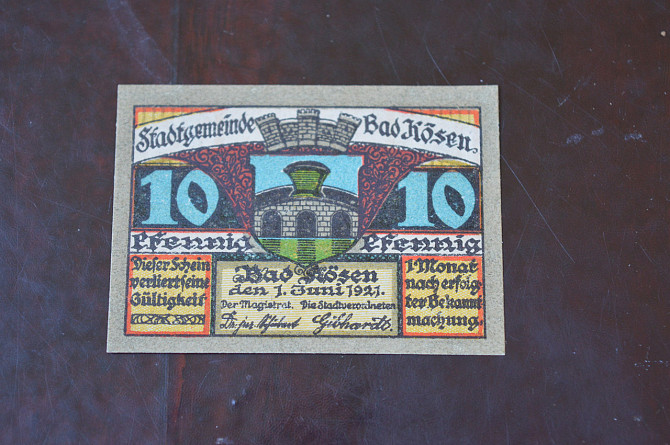 Stadtgemeinde Bad Kösen.
10 10
Pfennig Pfennig
Dieser Schein
verliert seine
Gültigkeit
Bad Kösen
den 1. Juni 1921.
Der Magistrat. Die Stadtverordneten
Gebhardt
1 Monat
nach erfolg-
ter Bekannt
machung.